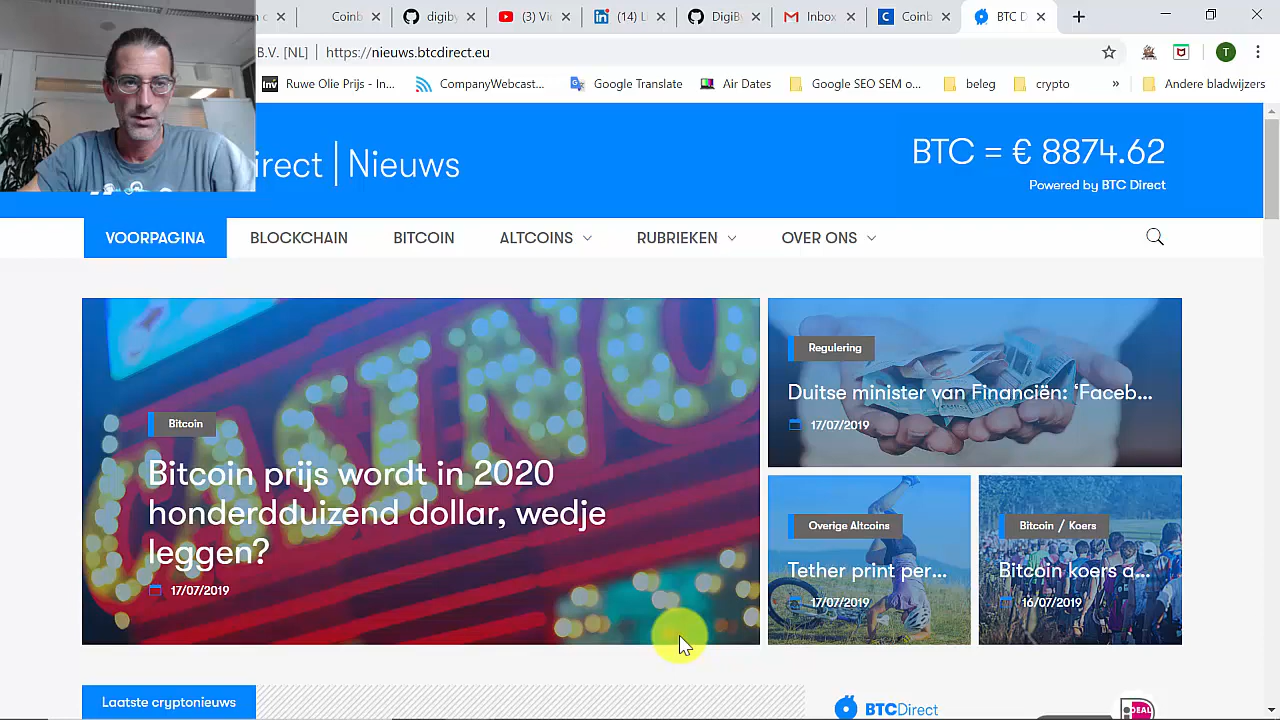 Coinb
digiby
(3) Vi
(14) L
DigiB
Inbox
Coinb
BTC D
B.V. [NL] https://nieuws.btcdirect.eu
T
inv Ruwe Olie Prijs - In...
CompanyWebcast...
Google Translate
Air Dates
Google SEO SEM o...
beleg
crypto
»
Andere bladwijzers
irect | Nieuws
BTC = € 8874.62
Powered by BTC Direct
VOORPAGINA
BLOCKCHAIN
BITCOIN
ALTCOINS
RUBRIEKEN
OVER ONS
CASINO
Bitcoin
Bitcoin prijs wordt in 2020
honderdduizend dollar, wedje
leggen?
17/07/2019
Regulering
Duitse minister van Financiën: ‘Faceb...
17/07/2019
Overige Altcoins
Tether print per...
17/07/2019
Bitcoin / Koers
Bitcoin koers a...
16/07/2019
Laatste cryptonieuws
BTCDirect
iDEAL